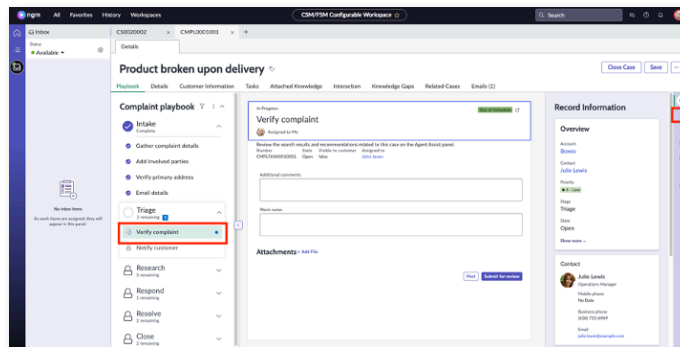 ngm All Favorites History Workspaces CSM/FSM Configurable Workspace ☆ Search
Inbox CS0020002 × CMPL0001001 × +
Status
Available
Details
Product broken upon delivery
Close Case Save
Playbook Details Customer Information Tasks Attached Knowledge Interaction Knowledge Gaps Related Cases Emails (1)
No inbox items
As work items are assigned, they will appear in this panel.
Complaint playbook
Intake
Complete
Gather complaint details
Add involved parties
Verify primary address
Email details
Triage
2 remaining 1
Verify complaint
Notify customer
Research
2 remaining
Respond
1 remaining
Resolve
2 remaining
Close
2 remaining
In Progress
Verify complaint
Assigned to Me
Review the search results and recommendations related to this case on the Agent Assist panel.
Number State Visible to customer Assigned to
CMPLTASK0010001 Open false John Jason
Additional comments
Work notes
Attachments Add File
Post Submit for review
Record Information
Overview
Account
Boxeo
Contact
Julie Lewis
Priority
4 - Low
Stage
Triage
State
Open
Show more
Contact
Julie Lewis
Operations Manager
Mobile phone
No Data
Business phone
Email
julie.lewis@example.com